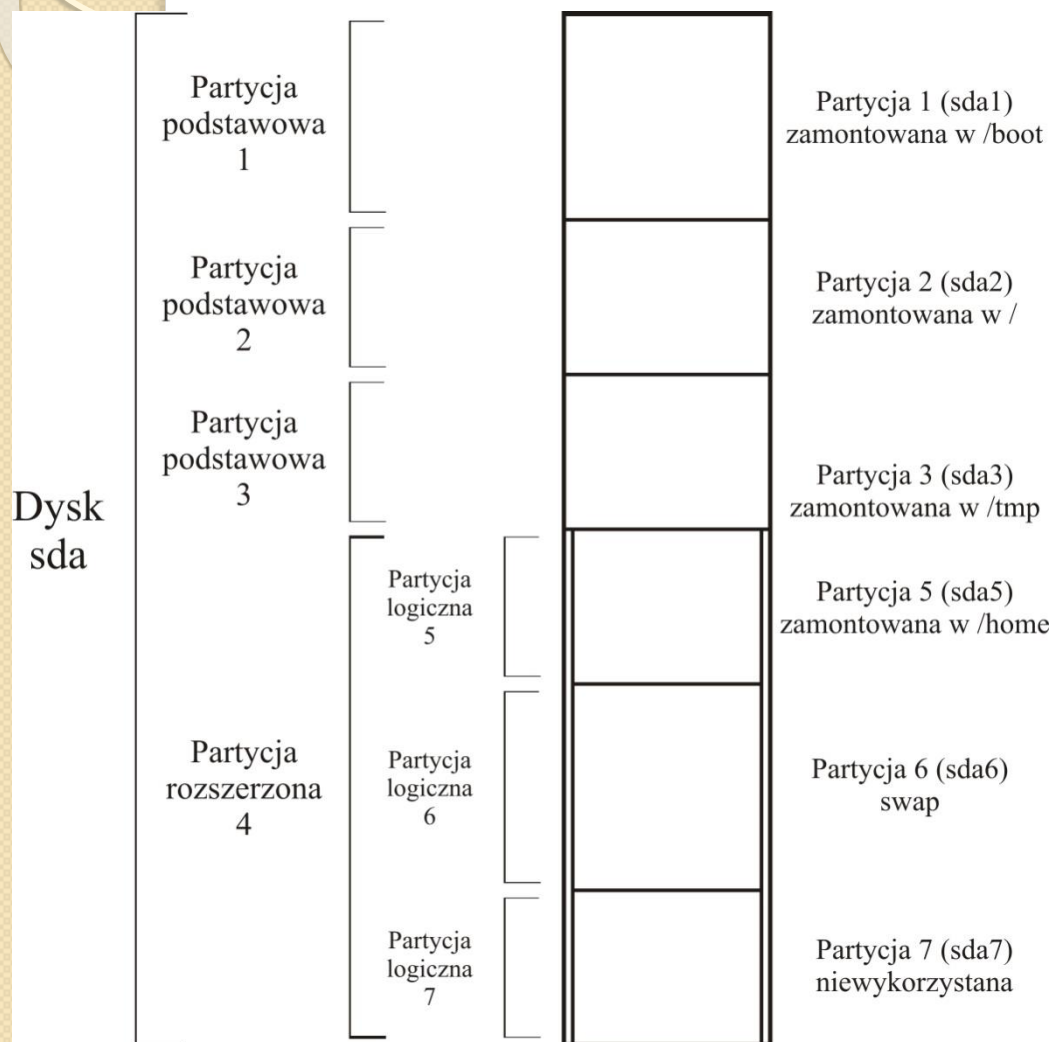 Dysk
sda
Partycja
podstawowa
1
Partycja 1 (sda1)
zamontowana w /boot
Partycja
podstawowa
2
Partycja 2 (sda2)
zamontowana w /
Partycja
podstawowa
3
Partycja 3 (sda3)
zamontowana w /tmp
Partycja
rozszerzona
4
Partycja
logiczna
5
Partycja 5 (sda5)
zamontowana w /home
Partycja
logiczna
6
Partycja 6 (sda6)
swap
Partycja
logiczna
7
Partycja 7 (sda7)
niewykorzystana